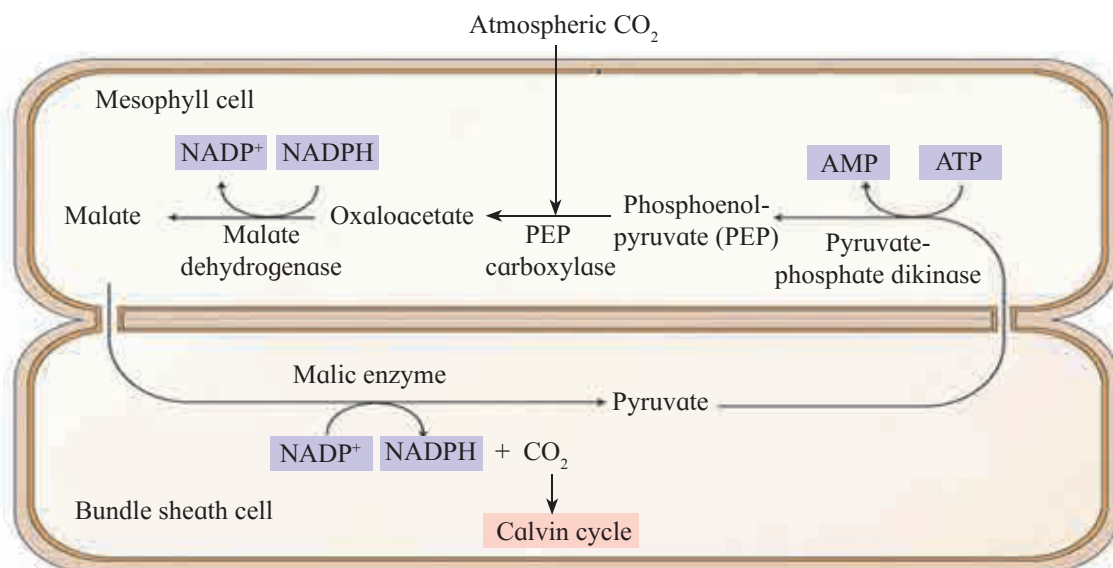 Atmospheric CO₂
Mesophyll cell
NADP⁺ NADPH
AMP ATP
Malate
Oxaloacetate
Phosphoenol-
pyruvate (PEP)
Malate
dehydrogenase
PEP
carboxylase
Pyruvate-
phosphate dikinase
Malic enzyme
Pyruvate
NADP⁺ NADPH + CO₂
Bundle sheath cell
Calvin cycle